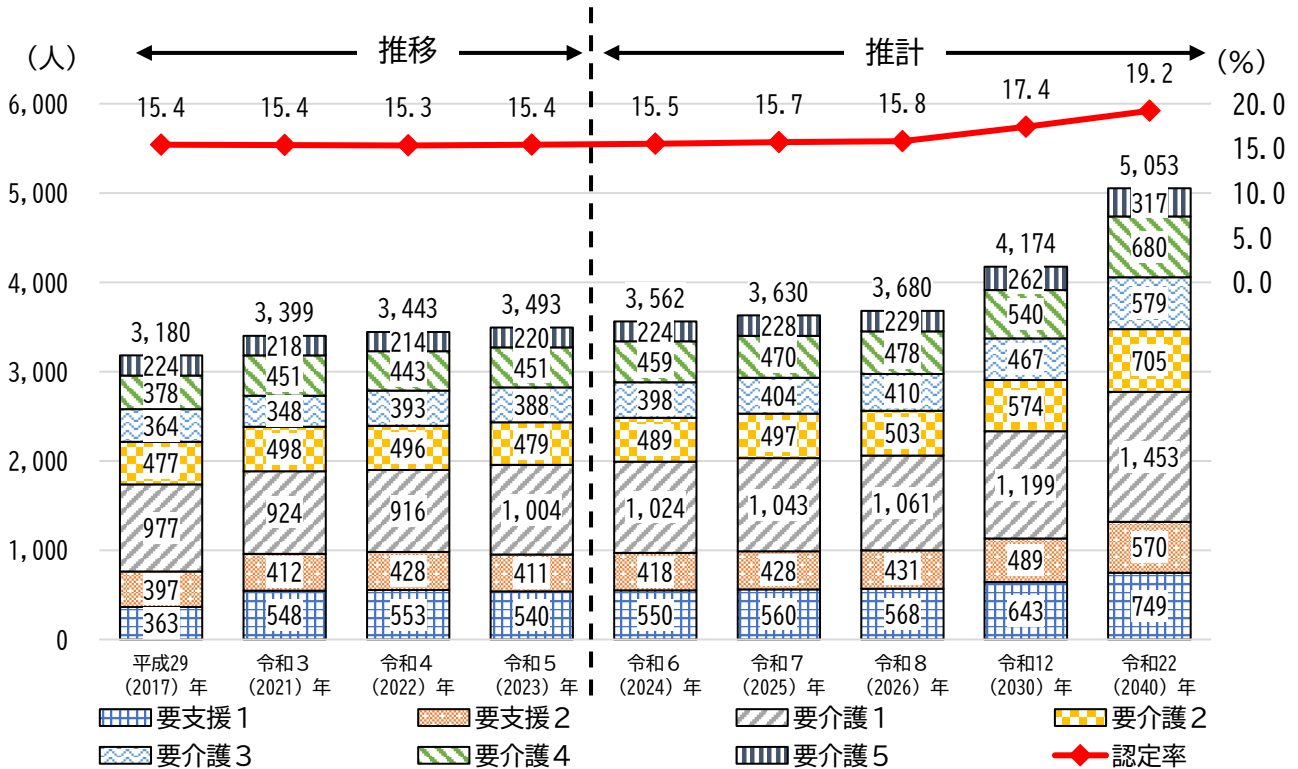 推移 推計
（人） （％）
15.4 15.4 15.3 15.4 15.5 15.7 15.8 17.4 19.2
6,000 20.0
15.0
5,000 5,053 10.0
5.0
4,000 0.0
3,000
2,000
1,000
0
3,180 3,399 3,443 3,493 3,562 3,630 3,680 4,174
224 218 214 220 224 228 229 262 317
378 451 443 451 459 470 478 540 680
364 348 393 388 398 404 410 467 579
477 498 496 479 489 497 503 574 705
977 924 916 1,004 1,024 1,043 1,061 1,199 1,453
397 412 428 411 418 428 431 489 570
363 548 553 540 550 560 568 643 749
平成29 令和３ 令和４ 令和５ 令和６ 令和７ 令和８ 令和12 令和22
（2017）年 （2021）年 （2022）年 （2023）年 （2024）年 （2025）年 （2026）年 （2030）年 （2040）年
要支援１ 要支援２ 要介護１ 要介護２
要介護３ 要介護４ 要介護５ 認定率